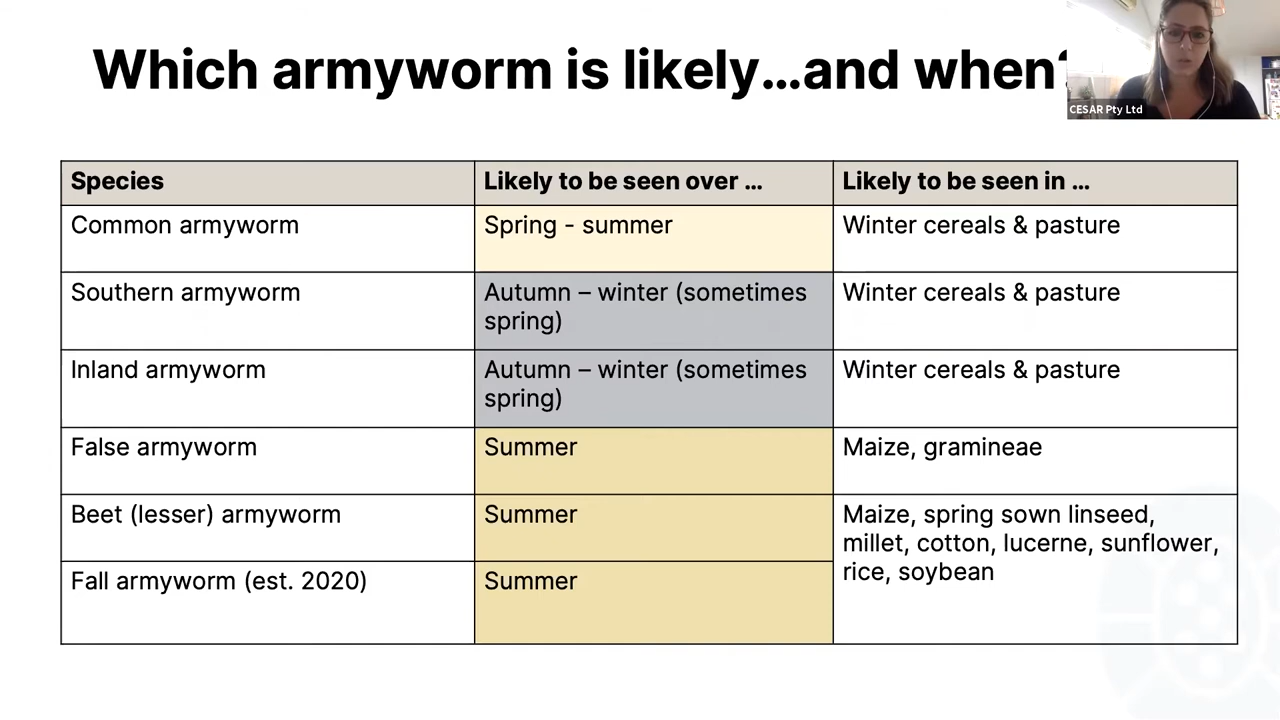 Which armyworm is likely…and when?
CESAR Pty Ltd
Species
Likely to be seen over …
Likely to be seen in …
Common armyworm
Spring - summer
Winter cereals & pasture
Southern armyworm
Autumn – winter (sometimes
spring)
Winter cereals & pasture
Inland armyworm
Autumn – winter (sometimes
spring)
Winter cereals & pasture
False armyworm
Summer
Maize, gramineae
Beet (lesser) armyworm
Summer
Maize, spring sown linseed,
millet, cotton, lucerne, sunflower,
rice, soybean
Fall armyworm (est. 2020)
Summer